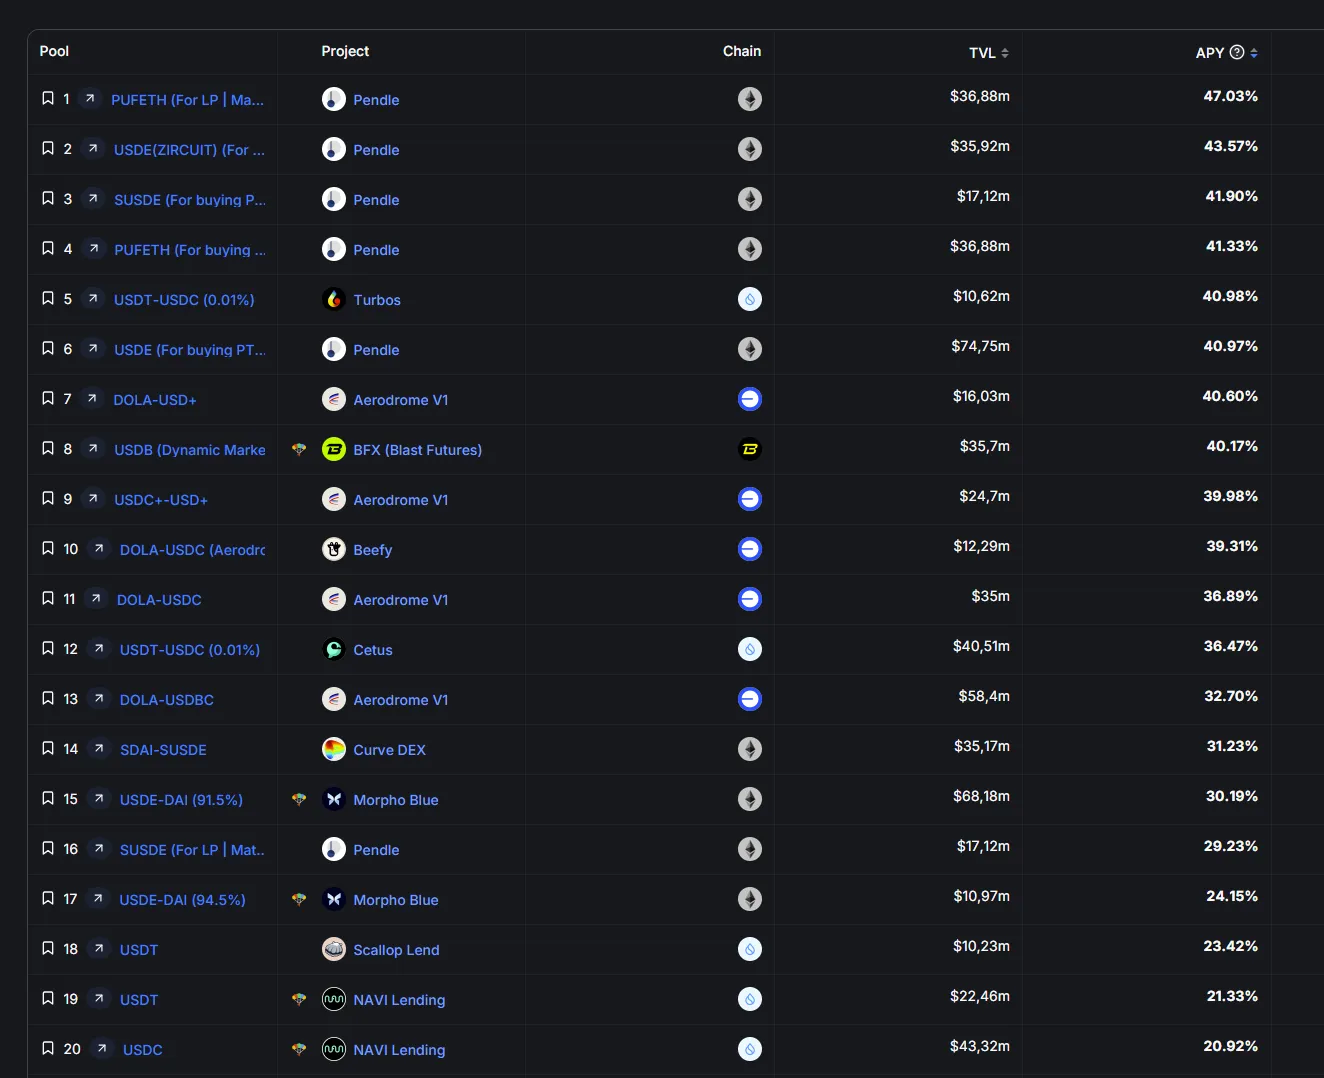 Pool Project Chain TVL APY
1 PUFETH (For LP | Ma... Pendle $36,88m 47.03%
2 USDE(ZIRCUIT) (For ... Pendle $35,92m 43.57%
3 SUSDE (For buying P... Pendle $17,12m 41.90%
4 PUFETH (For buying ... Pendle $36,88m 41.33%
5 USDT-USDC (0.01%) Turbos $10,62m 40.98%
6 USDE (For buying PT... Pendle $74,75m 40.97%
7 DOLA-USD+ Aerodrome V1 $16,03m 40.60%
8 USDB (Dynamic Marke BFX (Blast Futures) $35,7m 40.17%
9 USDC+-USD+ Aerodrome V1 $24,7m 39.98%
10 DOLA-USDC (Aerodrc Beefy $12,29m 39.31%
11 DOLA-USDC Aerodrome V1 $35m 36.89%
12 USDT-USDC (0.01%) Cetus $40,51m 36.47%
13 DOLA-USDBC Aerodrome V1 $58,4m 32.70%
14 SDAI-SUSDE Curve DEX $35,17m 31.23%
15 USDE-DAI (91.5%) Morpho Blue $68,18m 30.19%
16 SUSDE (For LP | Mat... Pendle $17,12m 29.23%
17 USDE-DAI (94.5%) Morpho Blue $10,97m 24.15%
18 USDT Scallop Lend $10,23m 23.42%
19 USDT NAVI Lending $22,46m 21.33%
20 USDC NAVI Lending $43,32m 20.92%